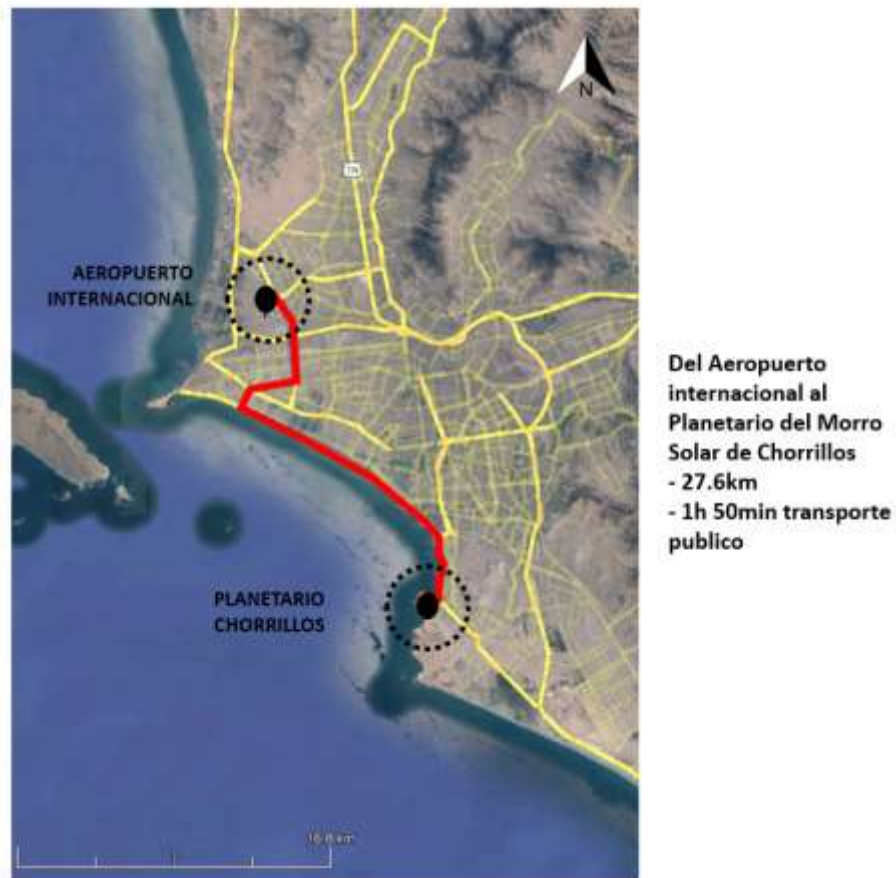 N
AEROPUERTO
INTERNACIONAL
PLANETARIO
CHORRILLOS
Del Aeropuerto
internacional al
Planetario del Morro
Solar de Chorrillos
- 27.6km
- 1h 50min transporte
publico